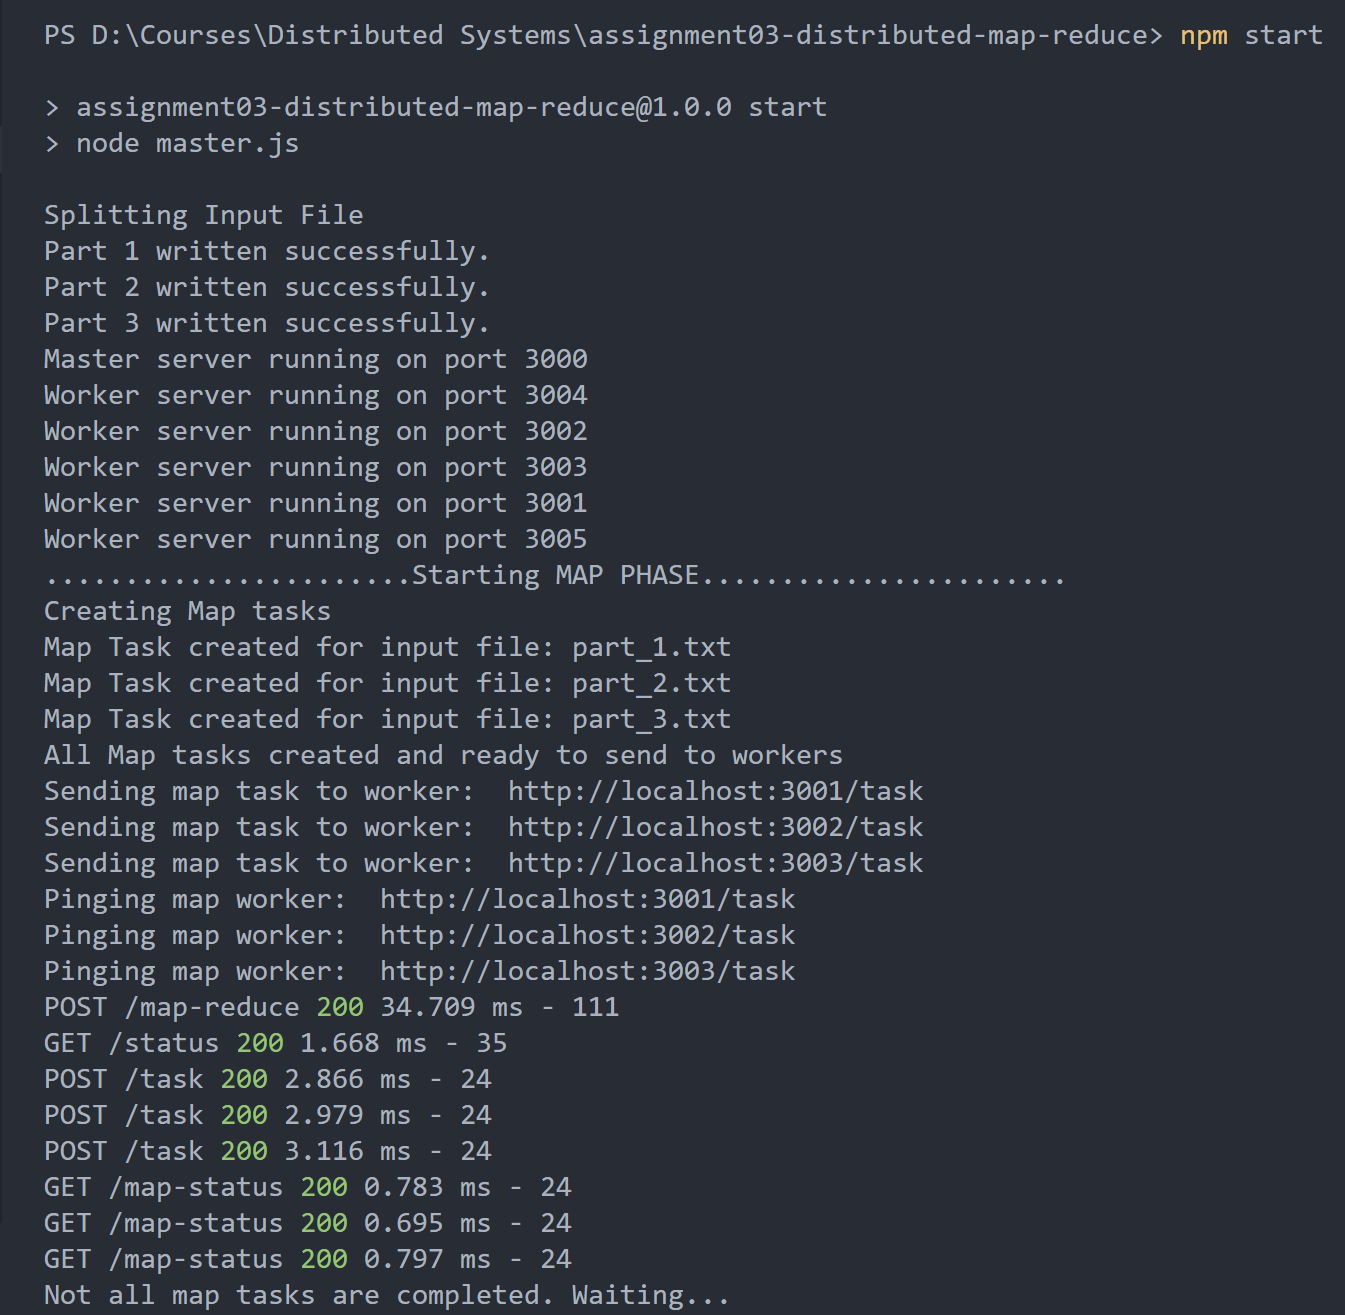 PS D:\Courses\Distributed Systems\assignment03-distributed-map-reduce> npm start
> assignment03-distributed-map-reduce@1.0.0 start
> node master.js
Splitting Input File
Part 1 written successfully.
Part 2 written successfully.
Part 3 written successfully.
Master server running on port 3000
Worker server running on port 3004
Worker server running on port 3002
Worker server running on port 3003
Worker server running on port 3001
Worker server running on port 3005
.......................Starting MAP PHASE.......................
Creating Map tasks
Map Task created for input file: part_1.txt
Map Task created for input file: part_2.txt
Map Task created for input file: part_3.txt
All Map tasks created and ready to send to workers
Sending map task to worker:  http://localhost:3001/task
Sending map task to worker:  http://localhost:3002/task
Sending map task to worker:  http://localhost:3003/task
Pinging map worker:  http://localhost:3001/task
Pinging map worker:  http://localhost:3002/task
Pinging map worker:  http://localhost:3003/task
POST /map-reduce 200 34.709 ms - 111
GET /status 200 1.668 ms - 35
POST /task 200 2.866 ms - 24
POST /task 200 2.979 ms - 24
POST /task 200 3.116 ms - 24
GET /map-status 200 0.783 ms - 24
GET /map-status 200 0.695 ms - 24
GET /map-status 200 0.797 ms - 24
Not all map tasks are completed. Waiting...